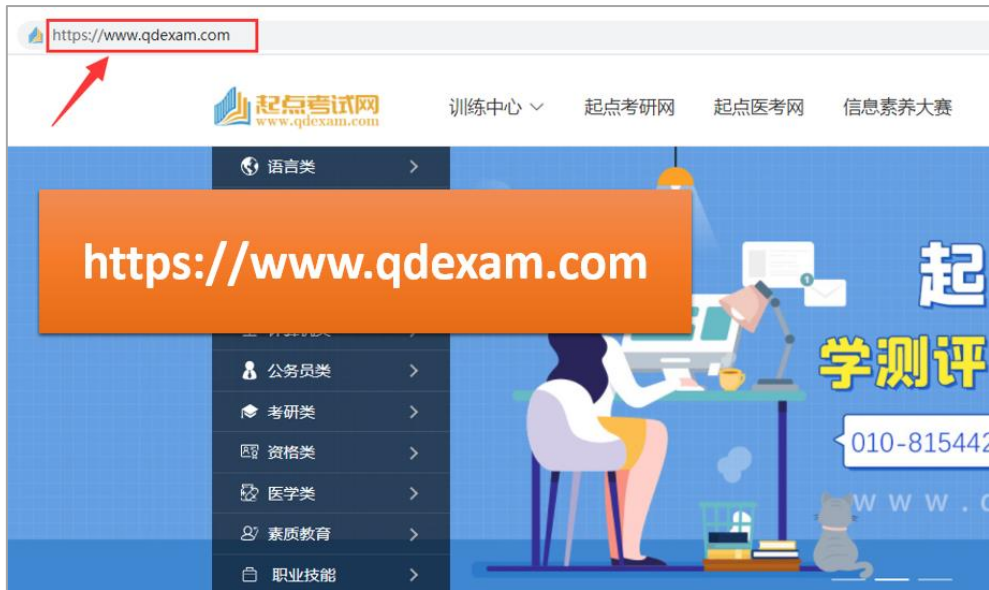 https://www.qdexam.com
起点考试网
www.qdexam.com
训练中心
起点考研网
起点医考网
信息素养大赛
语言类
https://www.qdexam.com
公务员类
考研类
资格类
医学类
素质教育
职业技能
起
学测评
010-815442
www.
1